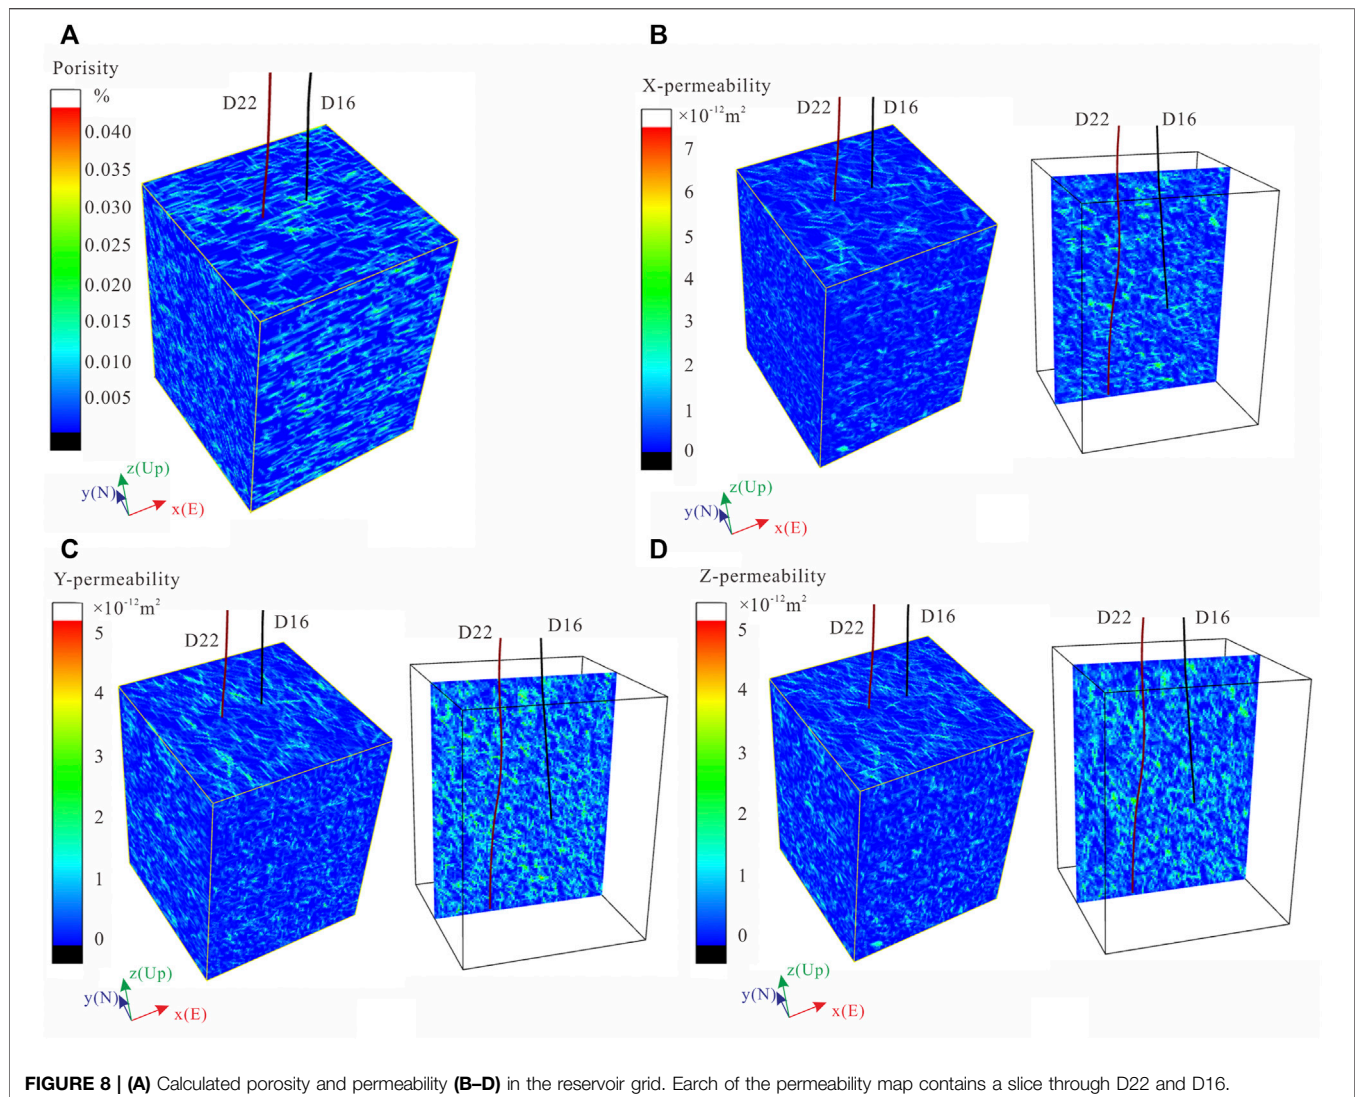 A
Porisity
%
D22
D16
0.040
0.035
0.030
0.025
0.020
0.015
0.010
0.005
z(Up)
y(N)
x(E)
B
X-permeability
×10⁻¹²m²
D22
D16
D22
D16
7
6
5
4
3
2
1
0
z(Up)
y(N)
x(E)
C
Y-permeability
×10⁻¹²m²
D22
D16
D22
D16
5
4
3
2
1
0
z(Up)
y(N)
x(E)
D
Z-permeability
×10⁻¹²m²
D22
D16
D22
D16
5
4
3
2
1
0
z(Up)
y(N)
x(E)
FIGURE 8 | (A) Calculated porosity and permeability (B–D) in the reservoir grid. Earch of the permeability map contains a slice through D22 and D16.